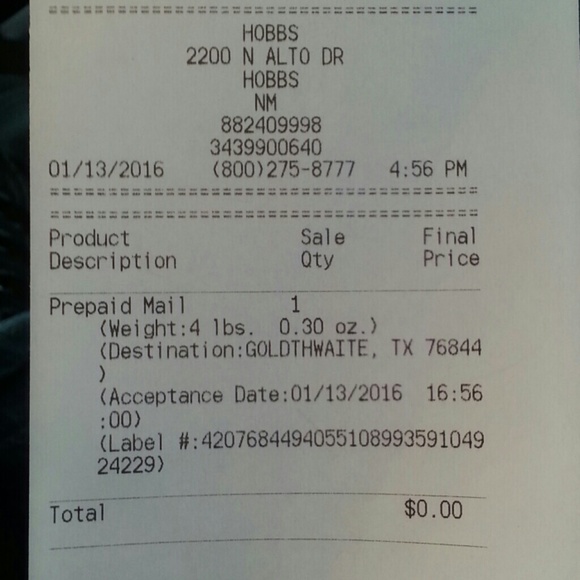 ==========================================
HOBBS
2200 N ALTO DR
HOBBS
NM
882409998
3439900640
01/13/2016 (800)275-8777 4:56 PM
==========================================
==========================================
Product Sale Final
Description Qty Price
Prepaid Mail 1
(Weight:4 lbs. 0.30 oz.)
(Destination:GOLDTHWAITE, TX 76844
)
(Acceptance Date:01/13/2016 16:56
:00)
(Label #:4207684494055108993591049
24229)
Total $0.00